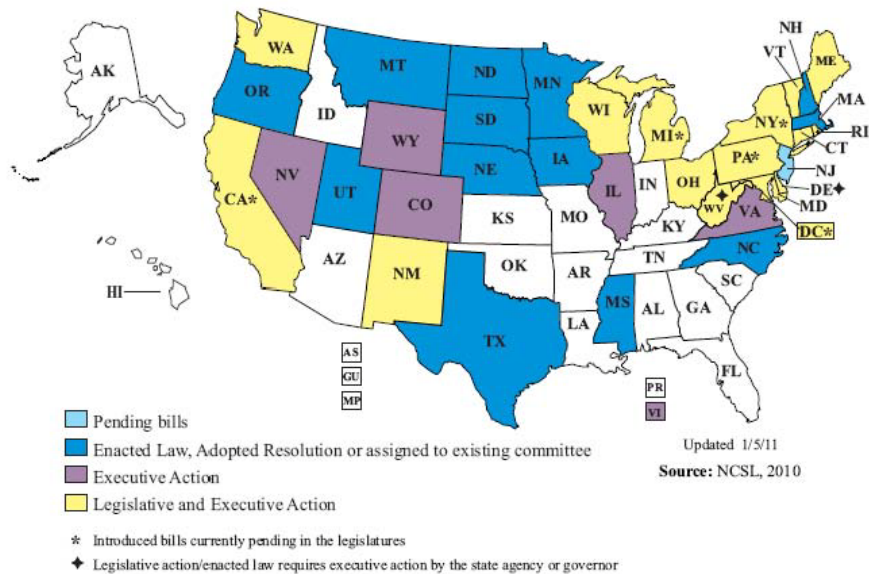 NH
VT
ME
WA
AK
MT
ND
MN
OR
MA
ID
WI
NY*
SD
MI*
RI
WY
CT
IA
PA*
NE
NJ
NV
OH
IL
IN
DE✦
UT
✦
WV
MD
CA*
CO
VA
KS
MO
KY
DC*
NC
TN
AZ
OK
NM
AR
SC
HI
MS
AL
GA
TX
LA
AS
FL
GU
PR
MP
VI
Pending bills
Updated 1/5/11
Enacted Law, Adopted Resolution or assigned to existing committee
Source: NCSL, 2010
Executive Action
Legislative and Executive Action
* Introduced bills currently pending in the legislatures
✦ Legislative action/enacted law requires executive action by the state agency or governor